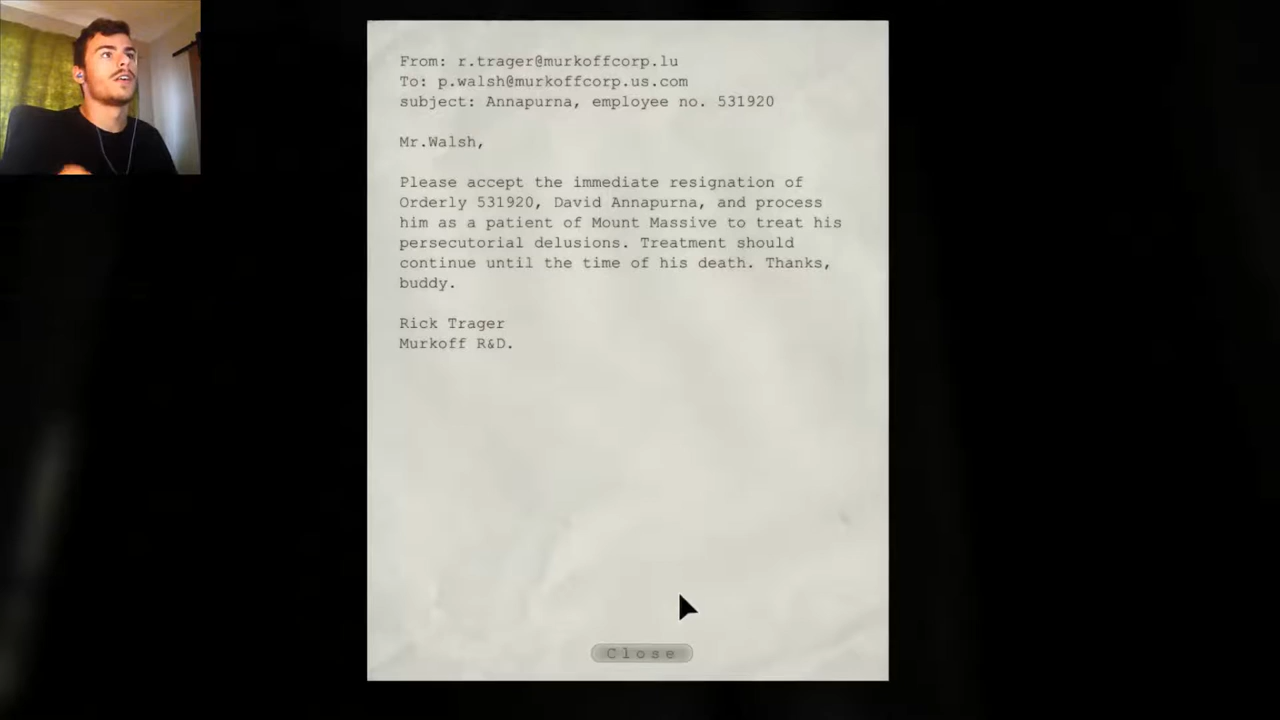 From: r.trager@murkoffcorp.lu
To: p.walsh@murkoffcorp.us.com
subject: Annapurna, employee no. 531920
Mr.Walsh,
Please accept the immediate resignation of
Orderly 531920, David Annapurna, and process
him as a patient of Mount Massive to treat his
persecutorial delusions. Treatment should
continue until the time of his death. Thanks,
buddy.
Rick Trager
Murkoff R&D.
Close